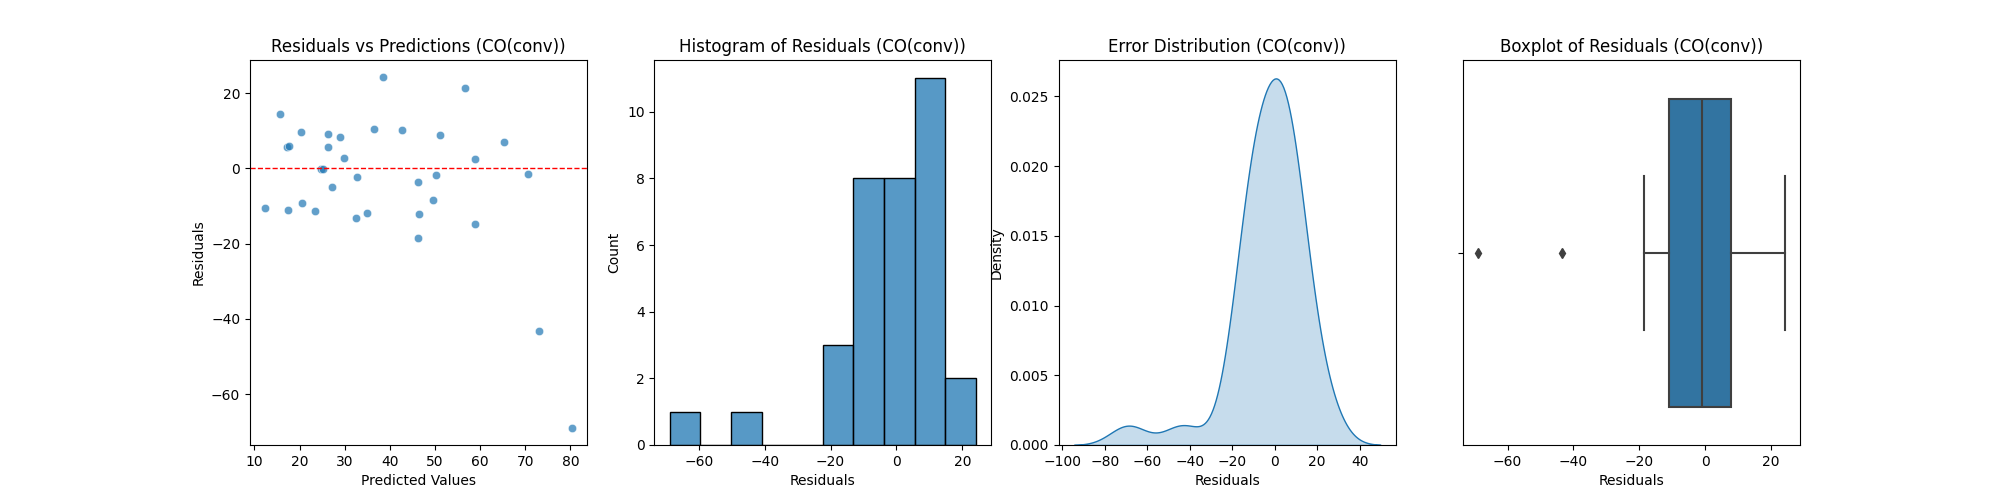 Residuals vs Predictions (CO(conv))
Residuals
20
0
−20
−40
−60
10 20 30 40 50 60 70 80
Predicted Values
Histogram of Residuals (CO(conv))
Count
10
8
6
4
2
0
−60 −40 −20 0 20
Residuals
Error Distribution (CO(conv))
Density
0.025
0.020
0.015
0.010
0.005
0.000
−100 −80 −60 −40 −20 0 20 40
Residuals
Boxplot of Residuals (CO(conv))
−60 −40 −20 0 20
Residuals